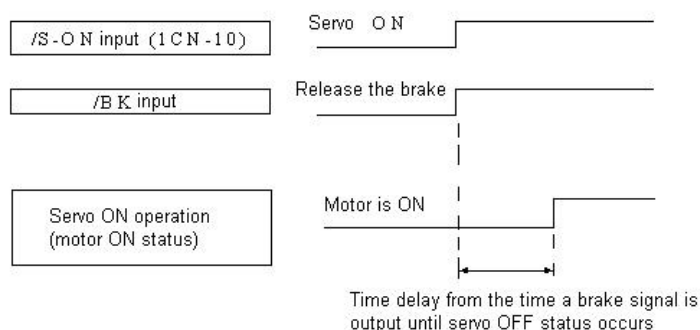 /S-ON input (1CN-10)
Servo ON
/BK input
Release the brake
Servo ON operation
(motor ON status)
Motor is ON
Time delay from the time a brake signal is
output until servo OFF status occurs